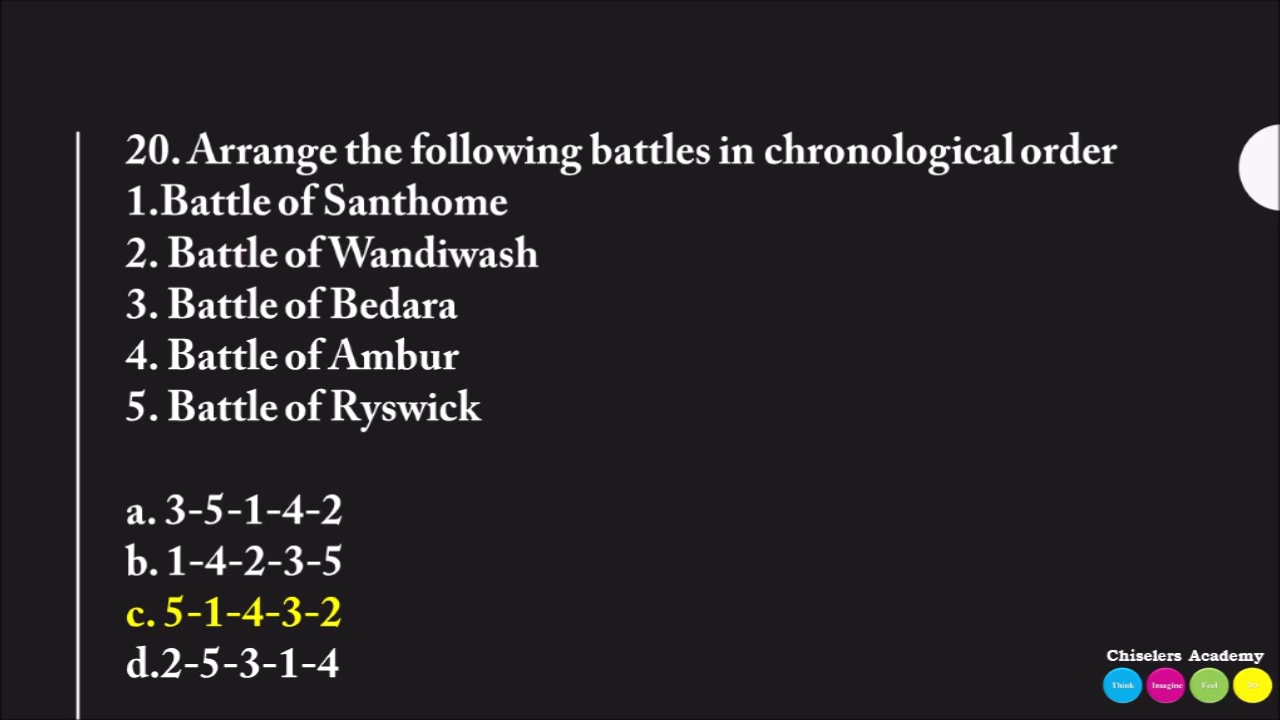 20. Arrange the following battles in chronological order
1.Battle of Santhome
2. Battle of Wandiwash
3. Battle of Bedara
4. Battle of Ambur
5. Battle of Ryswick
a. 3-5-1-4-2
b. 1-4-2-3-5
c. 5-1-4-3-2
d.2-5-3-1-4
Chiselers Academy
Think Imagine Feel